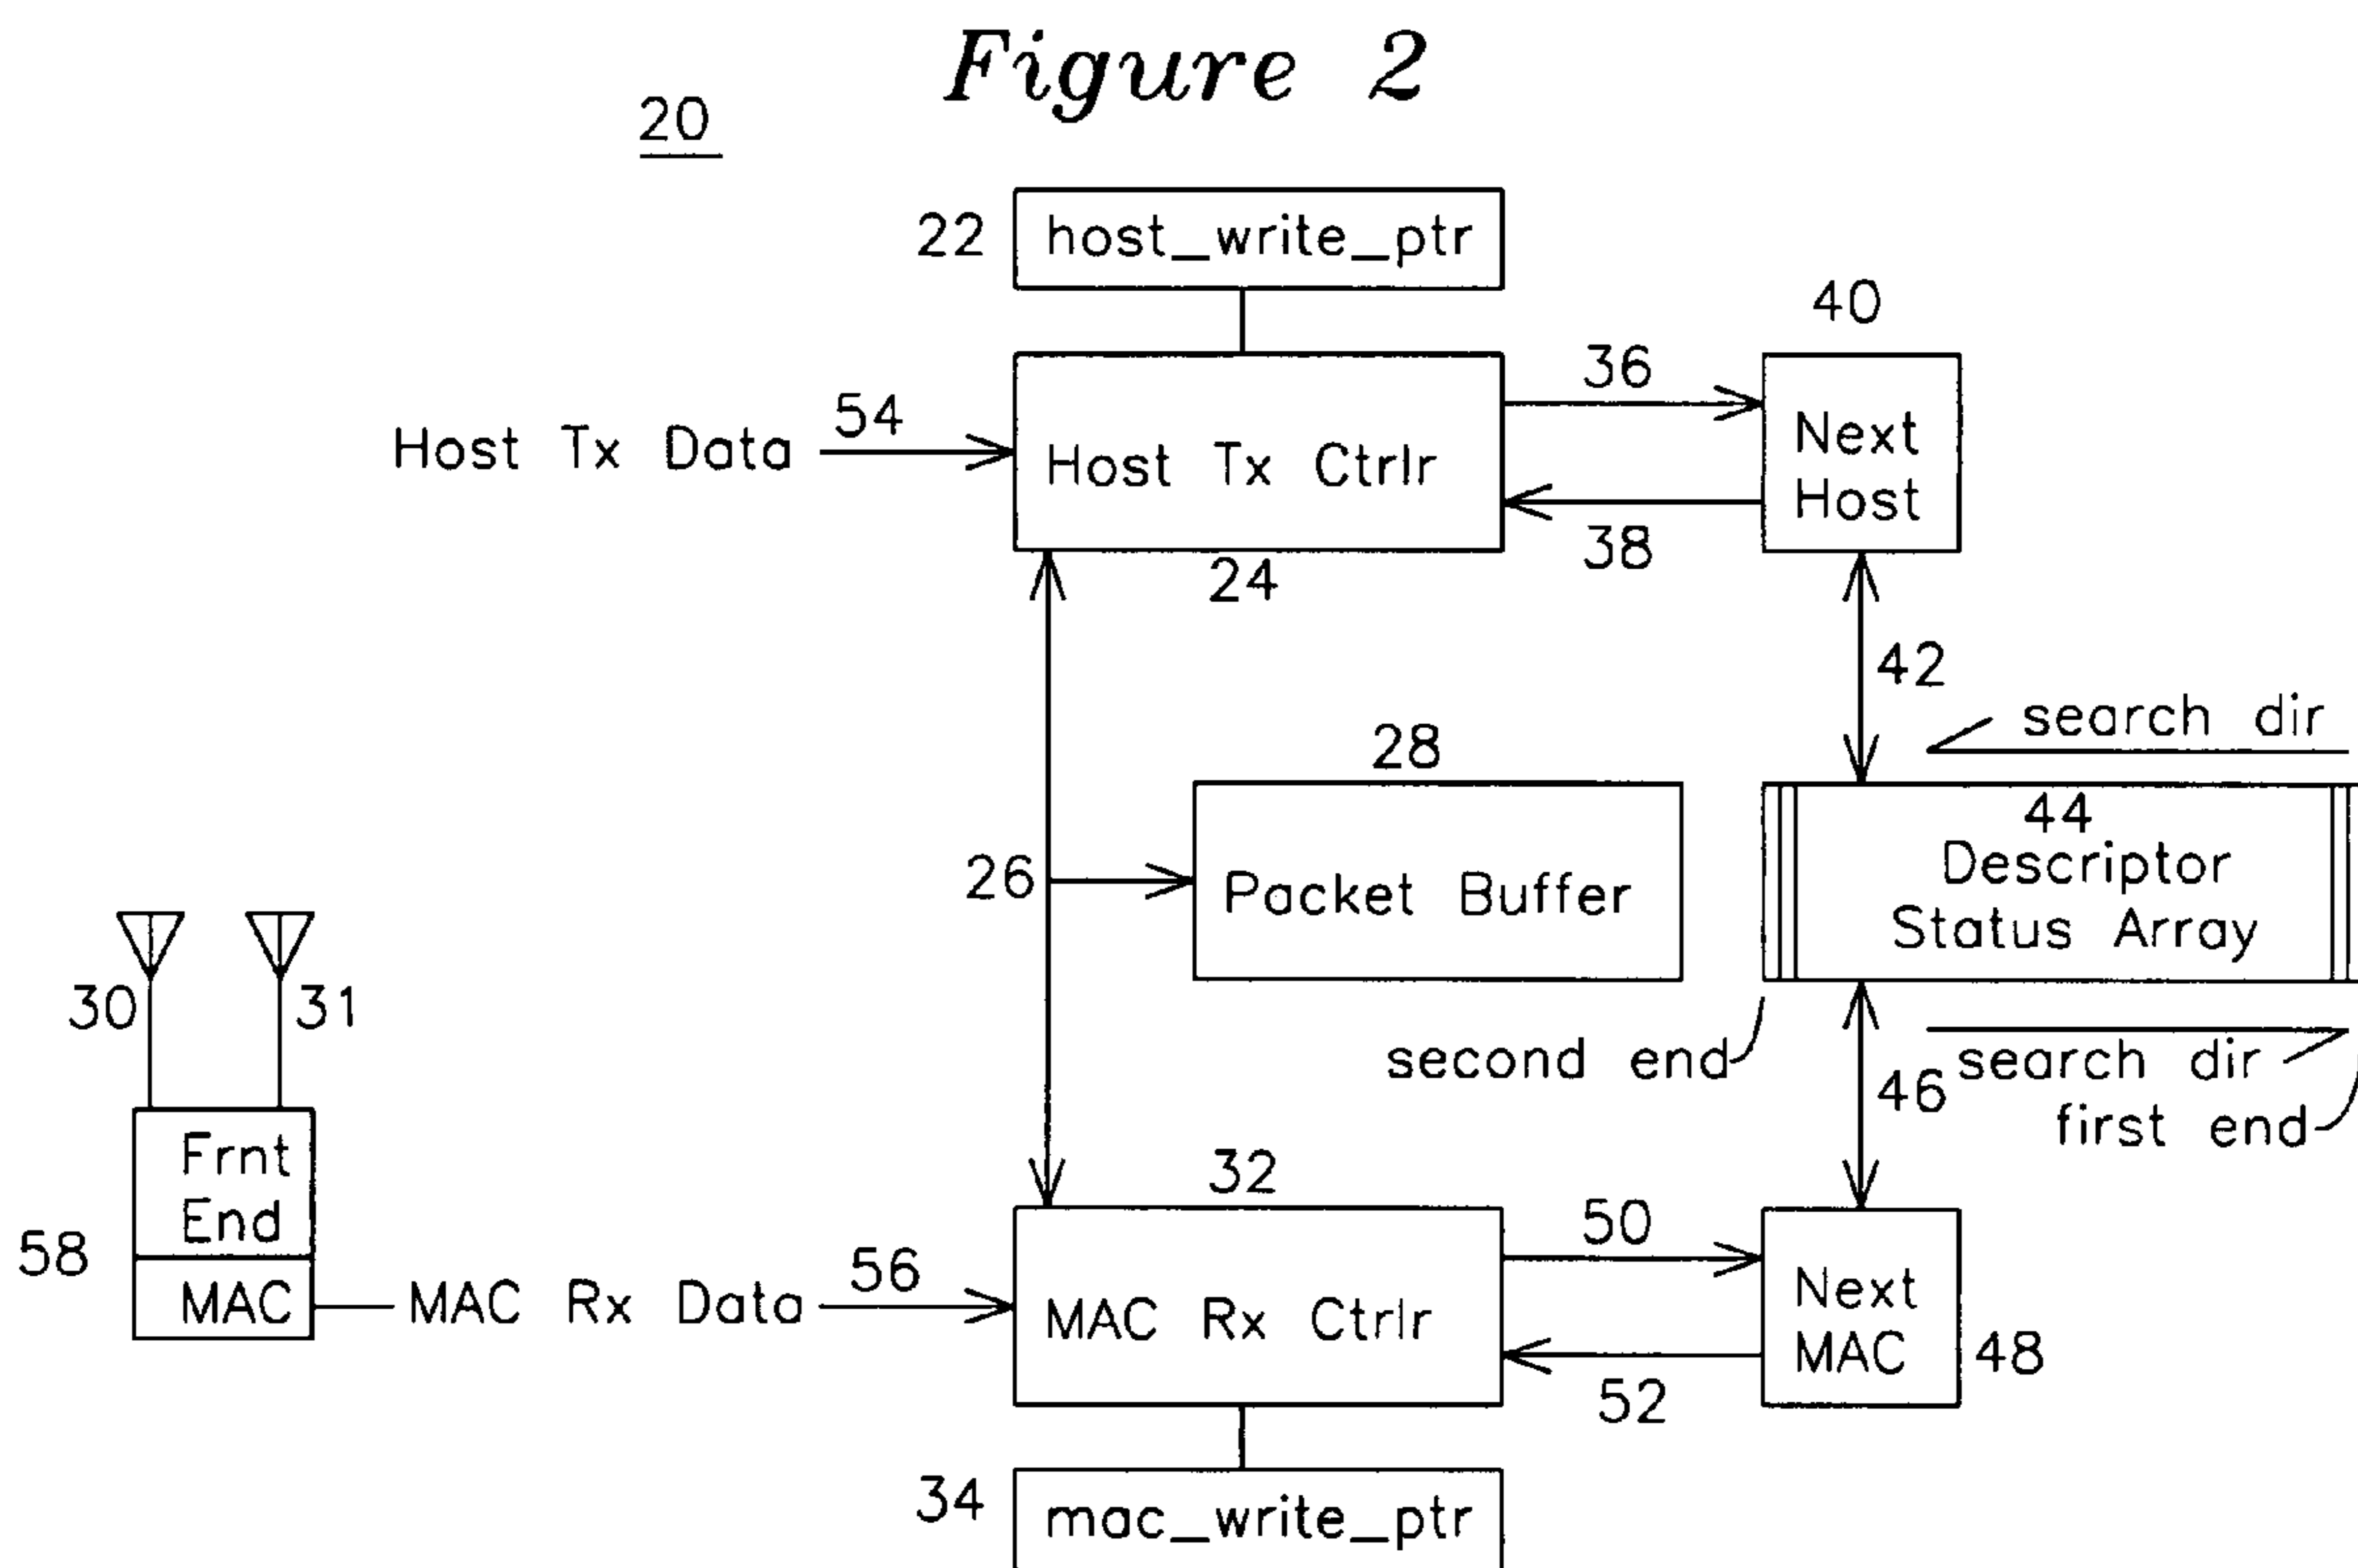 Figure 2
20
22
host_write_ptr
40
36
54
Host Tx Data
Host Tx Ctrlr
Next
Host
38
24
42
search dir
28
44
26
Packet Buffer
Descriptor
Status Array
30
31
second end
search dir
46
first end
Frnt
End
32
50
58
56
MAC
MAC Rx Data
MAC Rx Ctrlr
Next
MAC
48
52
34
mac_write_ptr